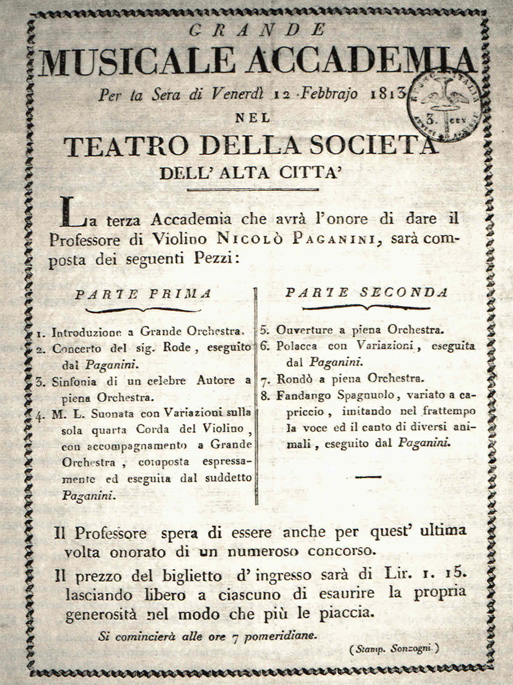 GRANDE
MUSICALE ACCADEMIA
Per la Sera di Venerdì 12 Febbrajo 1813
NEL
TEATRO DELLA SOCIETA'
DELL' ALTA CITTA'
La terza Accademia che avrà l'onore di dare il
Professore di Violino NICOLÒ PAGANINI, sarà com-
posta dei seguenti Pezzi:
PARTE PRIMA
1. Introduzione a Grande Orchestra.
2. Concerto del sig. Rode, eseguito
dal Paganini.
3. Sinfonia di un celebre Autore a
piena Orchestra.
4. M. L. Suonata con Variazioni sulla
sola quarta Corda del Violino,
con accompagnamento a Grande
Orchestra, composta espressa-
mente ed eseguita dal suddetto
Paganini.
PARTE SECONDA
5. Ouverture a piena Orchestra.
6. Polacca con Variazioni, eseguita
dal Paganini.
7. Rondò a piena Orchestra.
8. Fandango Spagnuolo, variato a ca-
priccio, imitando nel frattempo
la voce ed il canto di diversi ani-
mali, eseguito dal Paganini.
Il Professore spera di essere anche per quest' ultima
volta onorato di un numeroso concorso.
Il prezzo del biglietto d'ingresso sarà di Lir. 1. 15.
lasciando libero a ciascuno di esaurire la propria
generosità nel modo che più le piaccia.
Si comincierà alle ore 7 pomeridiane.
(Stamp. Sonzogni)
3. CEN